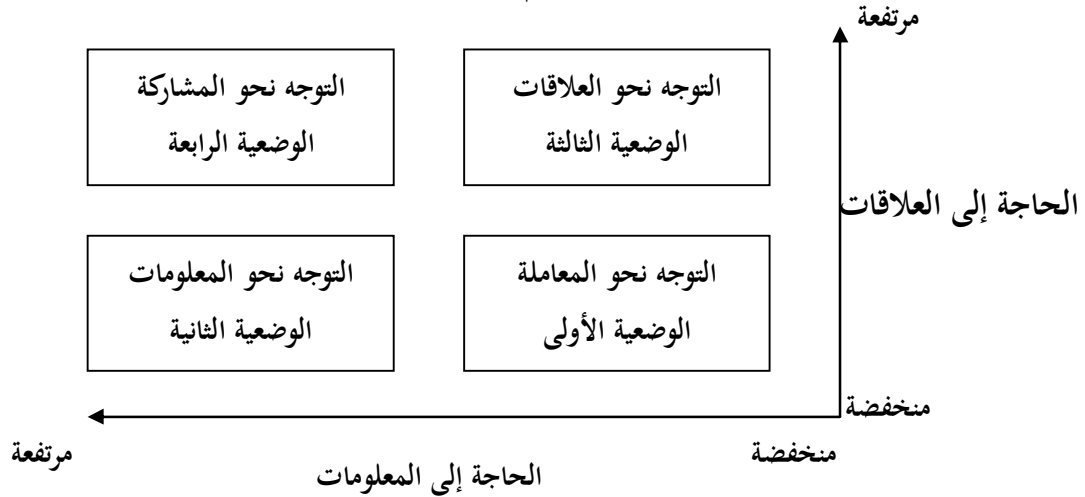 مرتفعة
التوجه نحو العلاقات
الوضعية الثالثة
التوجه نحو المشاركة
الوضعية الرابعة
الحاجة إلى العلاقات
التوجه نحو المعاملة
الوضعية الأولى
التوجه نحو المعلومات
الوضعية الثانية
منخفضة
منخفضة
مرتفعة
الحاجة إلى المعلومات